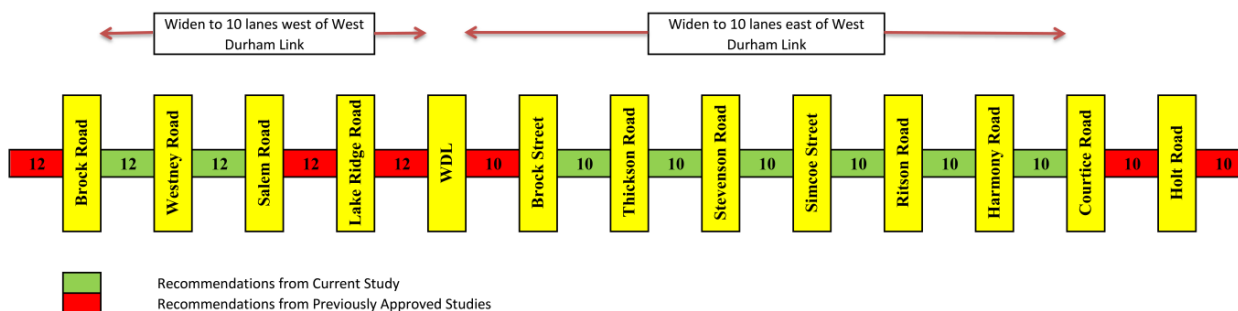 Widen to 10 lanes west of West
Durham Link
Widen to 10 lanes east of West
Durham Link
12
Brock Road
12
Westney Road
12
Salem Road
12
Lake Ridge Road
12
WDL
10
Brock Street
10
Thickson Road
10
Stevenson Road
10
Simcoe Street
10
Ritson Road
10
Harmony Road
10
Courtice Road
10
Holt Road
10
Recommendations from Current Study
Recommendations from Previously Approved Studies